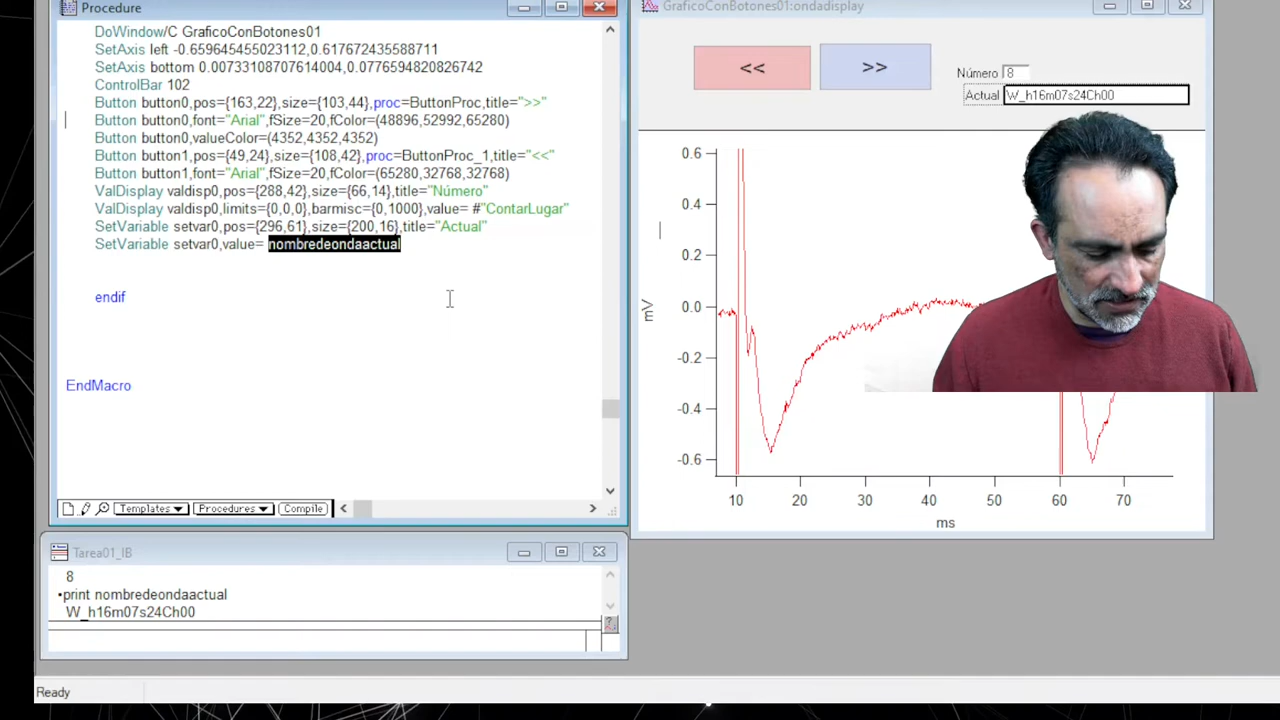 Procedure
DoWindow/C GraficoConBotones01
SetAxis left -0.659645455023112,0.617672435588711
SetAxis bottom 0.00733108707614004,0.0776594820826742
ControlBar 102
Button button0,pos={163,22},size={103,44},proc=ButtonProc,title=">>"
Button button0,font="Arial",fSize=20,fColor=(48896,52992,65280)
Button button0,valueColor=(4352,4352,4352)
Button button1,pos={49,24},size={108,42},proc=ButtonProc_1,title="<<"
Button button1,font="Arial",fSize=20,fColor=(65280,32768,32768)
ValDisplay valdisp0,pos={288,42},size={66,14},title="Número"
ValDisplay valdisp0,limits={0,0,0},barmisc={0,1000},value= #"ContarLugar"
SetVariable setvar0,pos={296,61},size={200,16},title="Actual"
SetVariable setvar0,value= nombredeondaactual
endif
EndMacro
Templates
Procedures
Compile
Tarea01_IB
8
•print nombredeondaactual
W_h16m07s24Ch00
Ready
GraficoConBotones01:ondadisplay
<<
>>
Número 8
Actual W_h16m07s24Ch00
0.6
0.4
0.2
0.0
-0.2
-0.4
-0.6
mV
10 20 30 40 50 60 70
ms